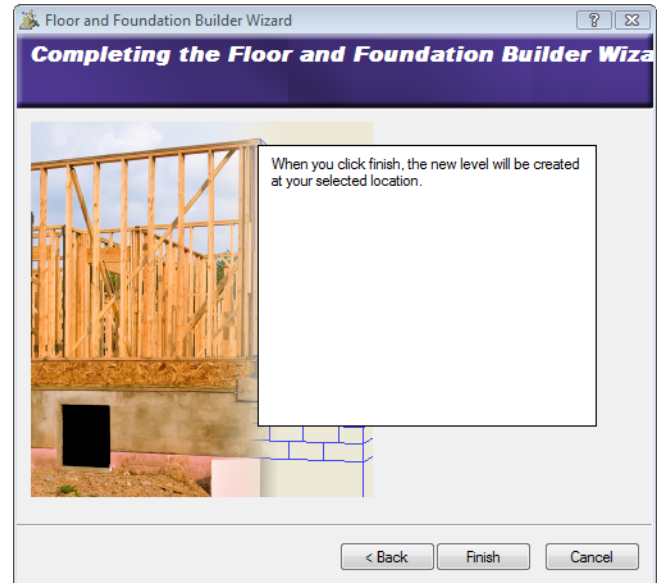 Floor and Foundation Builder Wizard
Completing the Floor and Foundation Builder Wiza
When you click finish, the new level will be created
at your selected location.
< Back Finish Cancel